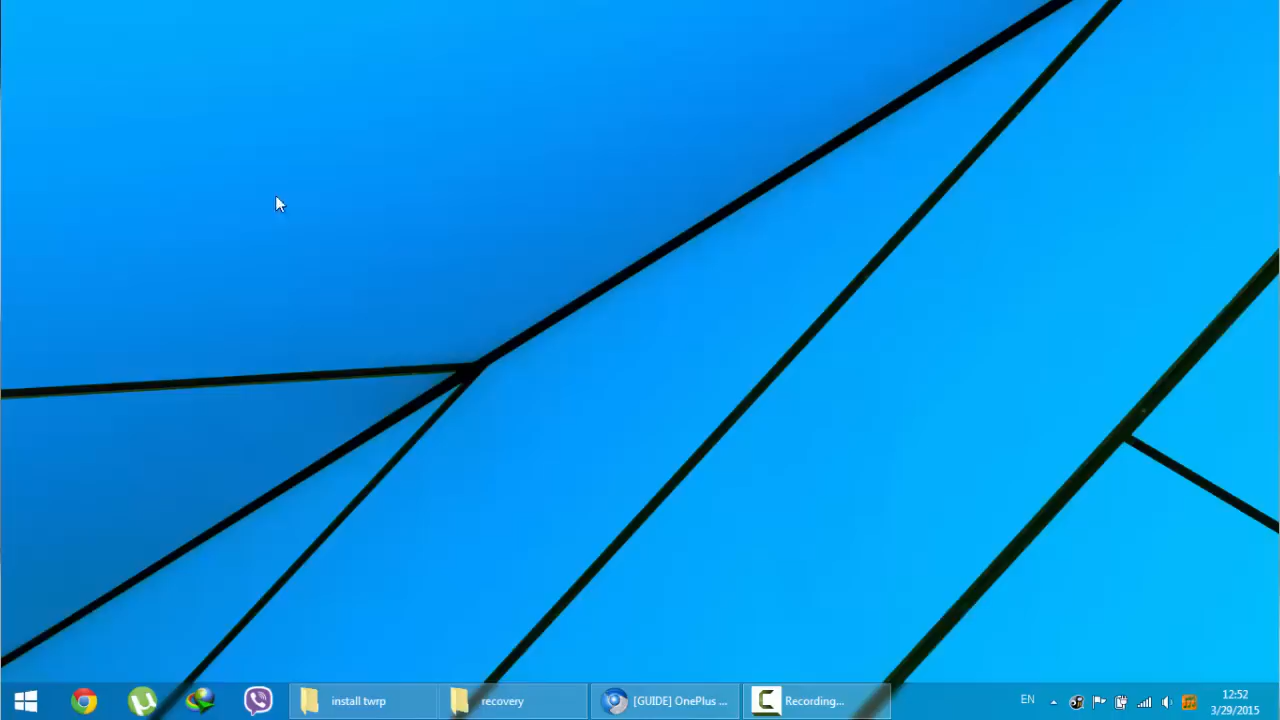 install twrp
recovery
[GUIDE] OnePlus ...
Recording...
EN
12:52
3/29/2015